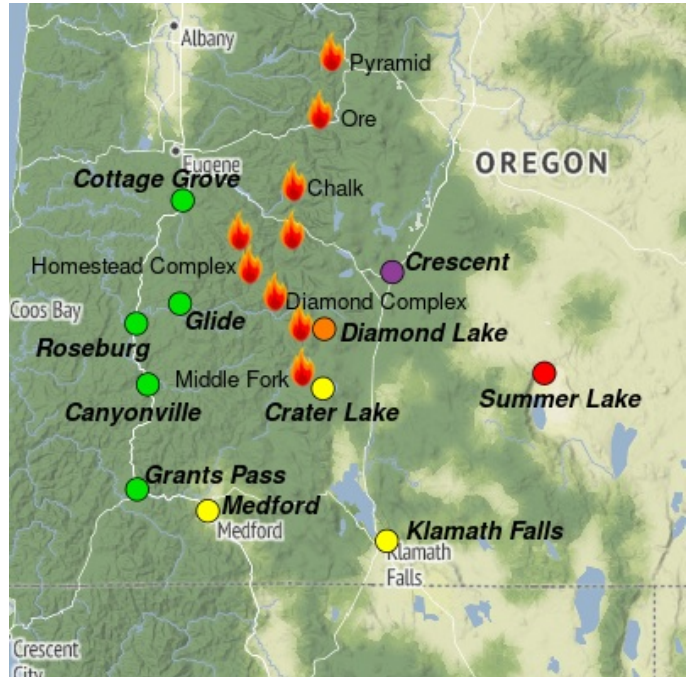 Albany
Pyramid
Ore
Eugene
OREGON
Cottage Grove
Chalk
Crescent
Homestead Complex
Diamond Complex
Coos Bay
Glide
Diamond Lake
Roseburg
Middle Fork
Canyonville
Crater Lake
Summer Lake
Grants Pass
Medford
Medford
Klamath Falls
Klamath
Falls
Crescent
City